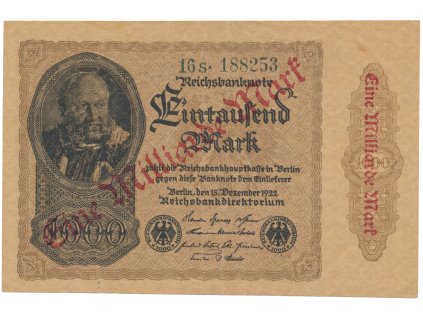 16 s· 188253
Reichsbanknote
Eintausend
Mark
zahlt die Reichsbankhauptkasse in Berlin
gegen diese Banknote dem Einlieferer
Berlin, den 15. Dezember 1922
Reichsbankdirektorium
Eine Milliarde Mark
1000
Eine Milliarde Mark